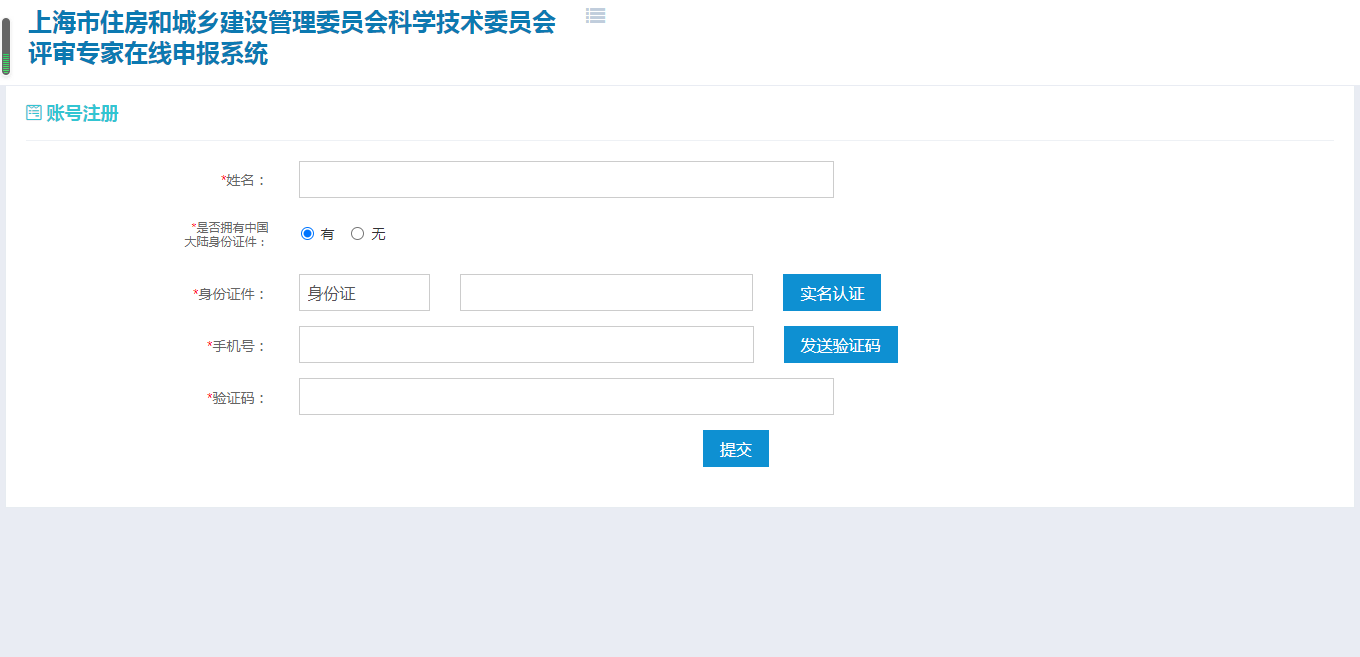 上海市住房和城乡建设管理委员会科学技术委员会
评审专家在线申报系统
账号注册
*姓名：
*是否拥有中国
大陆身份证件：
有 无
*身份证件： 身份证 实名认证
*手机号： 发送验证码
*验证码：
提交